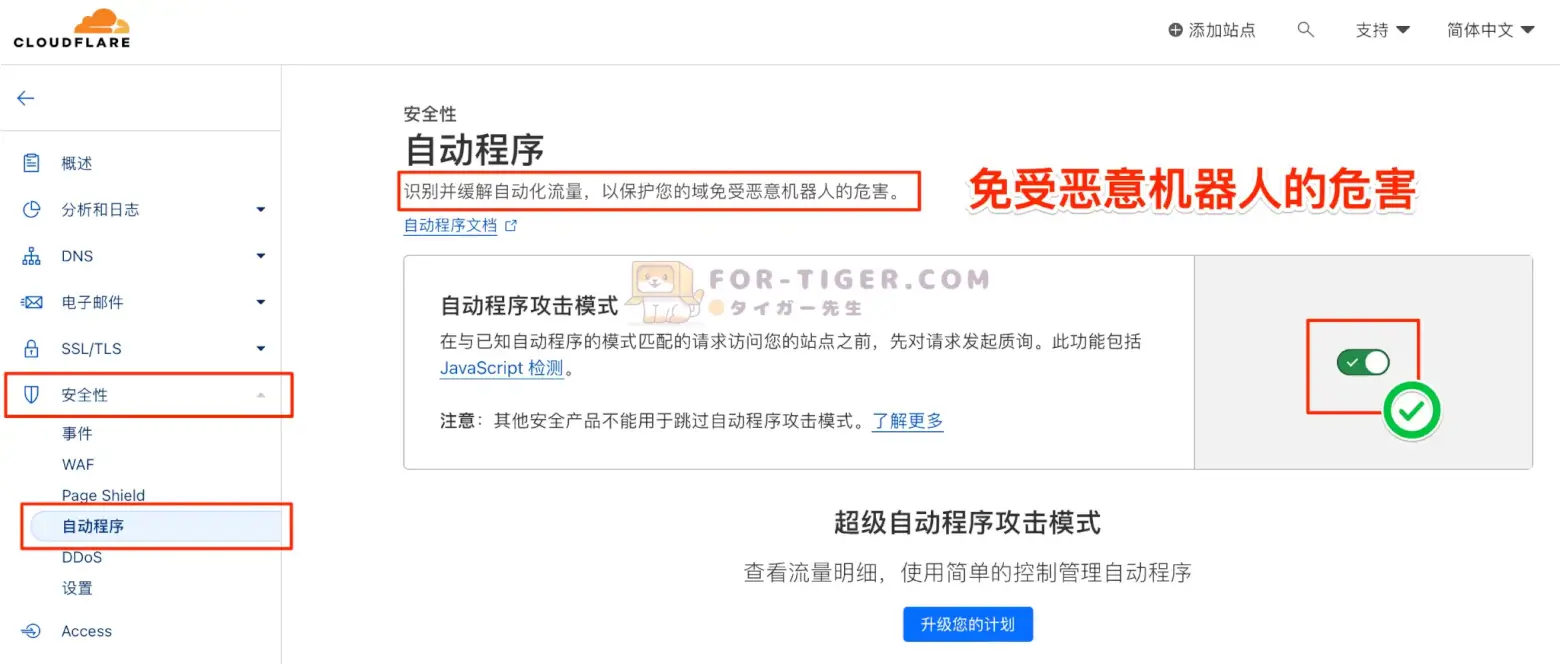 CLOUDFLARE
添加站点
支持
简体中文
概述
分析和日志
DNS
电子邮件
SSL/TLS
安全性
事件
WAF
Page Shield
自动程序
DDoS
设置
Access
安全性
自动程序
识别并缓解自动化流量，以保护您的域免受恶意机器人的危害。
免受恶意机器人的危害
自动程序文档
FOR-TIGER.COM
タイガー先生
自动程序攻击模式
在与已知自动程序的模式匹配的请求访问您的站点之前，先对请求发起质询。此功能包括
JavaScript 检测。
注意：其他安全产品不能用于跳过自动程序攻击模式。了解更多
超级自动程序攻击模式
查看流量明细，使用简单的控制管理自动程序
升级您的计划